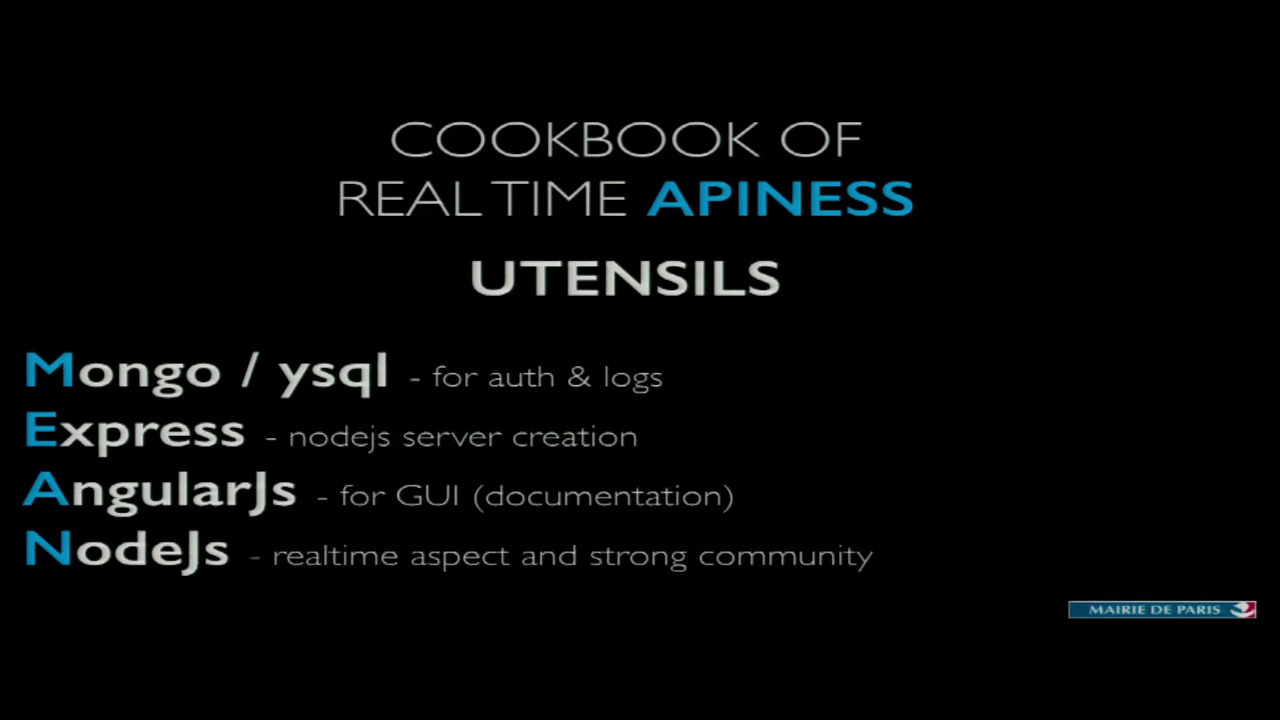 COOKBOOK OF
REAL TIME APINESS
UTENSILS
Mongo / ysql - for auth & logs
Express - nodejs server creation
AngularJs - for GUI (documentation)
NodeJs - realtime aspect and strong community
MAIRIE DE PARIS